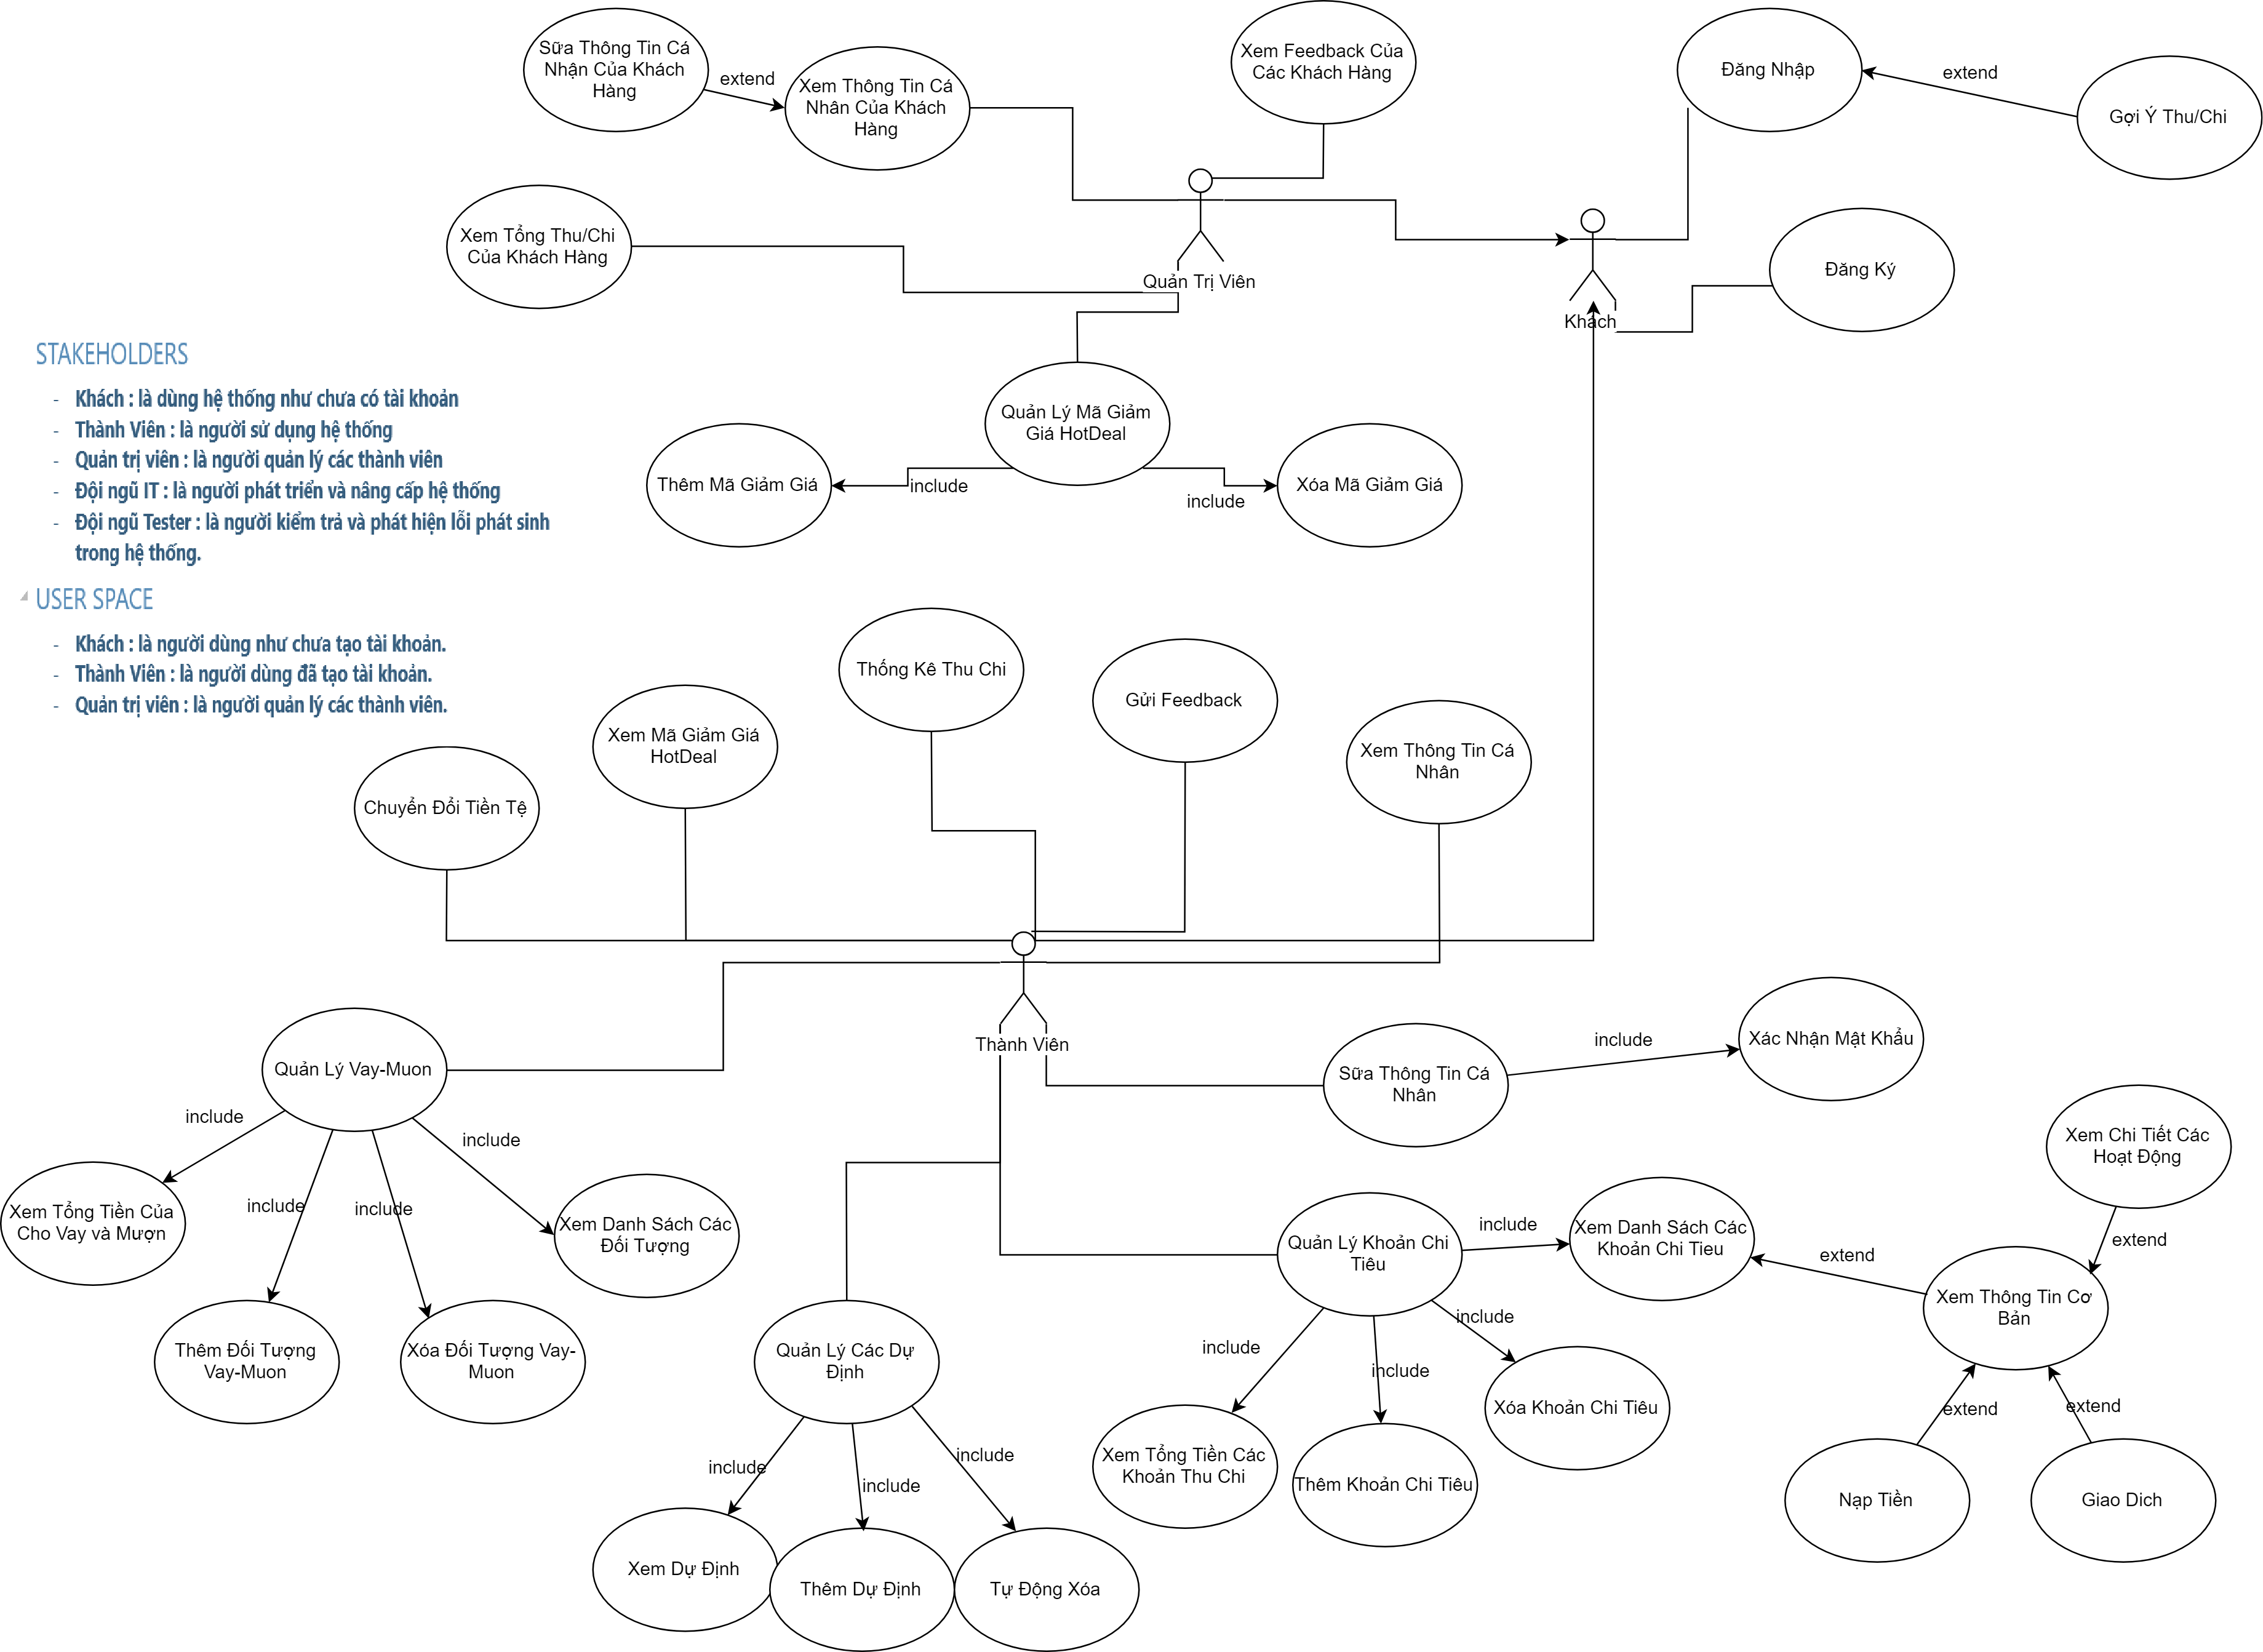 Sữa Thông Tin Cá
Nhận Của Khách
Hàng
extend
Xem Thông Tin Cá
Nhân Của Khách
Hàng
Xem Feedback Của
Các Khách Hàng
Đăng Nhập
extend
Gợi Ý Thu/Chi
Xem Tổng Thu/Chi
Của Khách Hàng
Quản Trị Viên
Khách
Đăng Ký
STAKEHOLDERS
- Khách : là dùng hệ thống như chưa có tài khoản
- Thành Viên : là người sử dụng hệ thống
- Quản trị viên : là người quản lý các thành viên
- Đội ngũ IT : là người phát triển và nâng cấp hệ thống
- Đội ngũ Tester : là người kiểm trả và phát hiện lỗi phát sinh
trong hệ thống.
Quản Lý Mã Giảm
Giá HotDeal
Thêm Mã Giảm Giá
include
include
Xóa Mã Giảm Giá
USER SPACE
- Khách : là người dùng như chưa tạo tài khoản.
- Thành Viên : là người dùng đã tạo tài khoản.
- Quản trị viên : là người quản lý các thành viên.
Thống Kê Thu Chi
Gửi Feedback
Xem Mã Giảm Giá
HotDeal
Xem Thông Tin Cá
Nhân
Chuyển Đổi Tiền Tệ
Thành Viên
Quản Lý Vay-Muon
Sữa Thông Tin Cá
Nhân
include
Xác Nhận Mật Khẩu
include
include
include
include
Xem Tổng Tiền Của
Cho Vay và Mượn
Xem Danh Sách Các
Đối Tượng
Thêm Đối Tượng
Vay-Muon
Xóa Đối Tượng Vay-
Muon
Xem Chi Tiết Các
Hoạt Động
extend
Quản Lý Khoản Chi
Tiêu
include
Xem Danh Sách Các
Khoản Chi Tieu
extend
Xem Thông Tin Cơ
Bản
include
include
include
Xóa Khoản Chi Tiêu
extend
extend
Quản Lý Các Dự
Định
include
include
include
Xem Tổng Tiền Các
Khoản Thu Chi
Thêm Khoản Chi Tiêu
Nạp Tiền
Giao Dich
Xem Dự Định
Thêm Dự Định
Tự Động Xóa